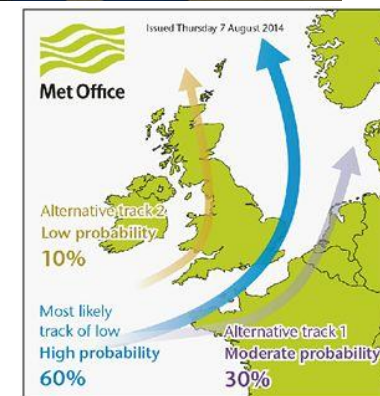 Issued Thursday 7 August 2014
Met Office
Alternative track 2
Low probability
10%
Most likely
track of low
High probability
60%
Alternative track 1
Moderate probability
30%